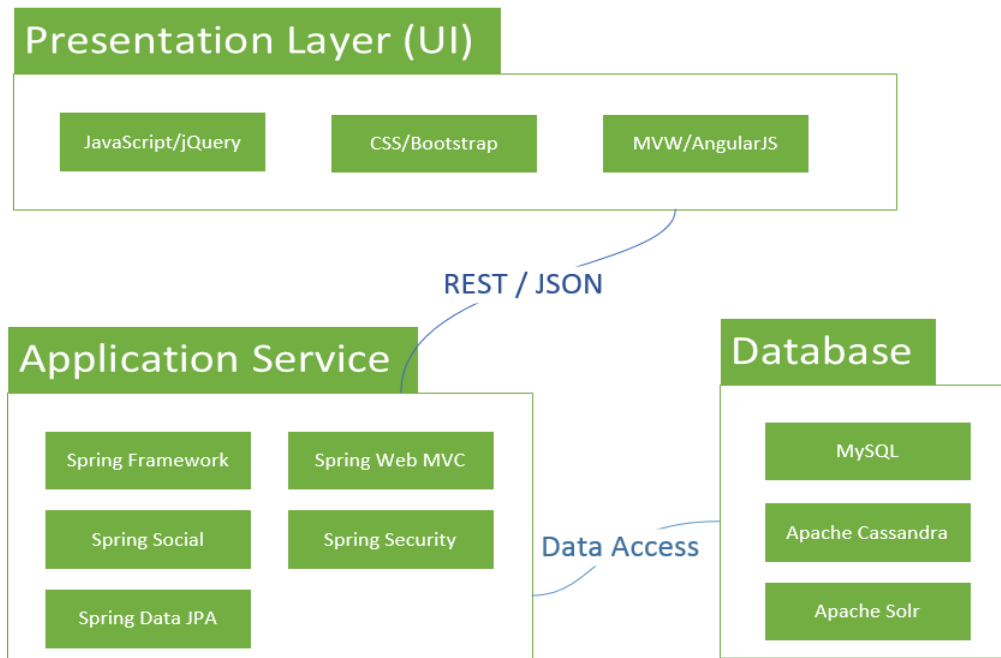 Presentation Layer (UI)
JavaScript/jQuery
CSS/Bootstrap
MVW/AngularJS
REST / JSON
Application Service
Spring Framework
Spring Web MVC
Spring Social
Spring Security
Spring Data JPA
Data Access
Database
MySQL
Apache Cassandra
Apache Solr